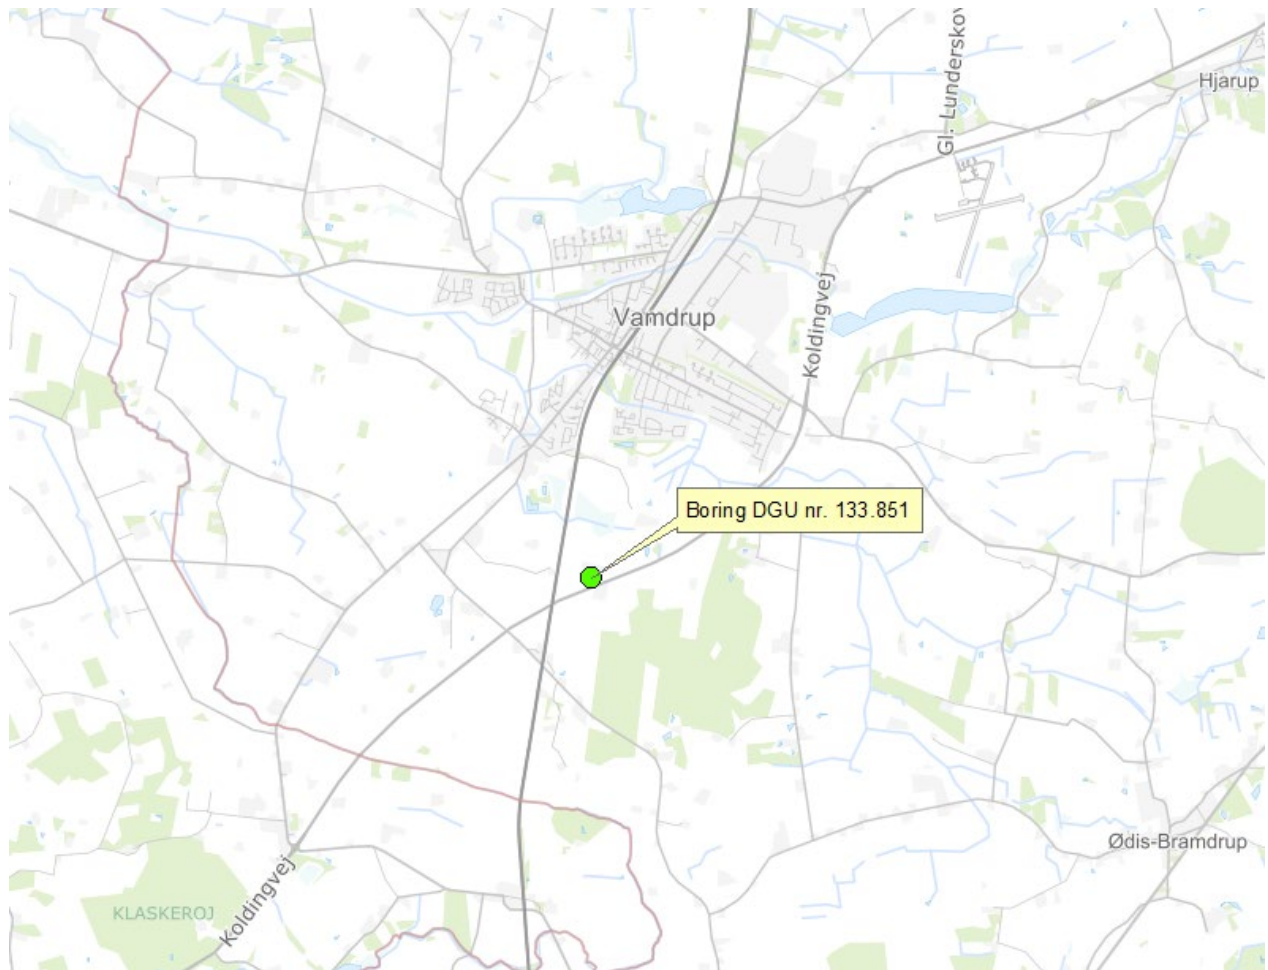 Gl. Lunderskov
Hjarup
Vamdrup
Koldingvej
Boring DGU nr. 133.851
Ødis-Bramdrup
Koldingvej
KLASKEROJ